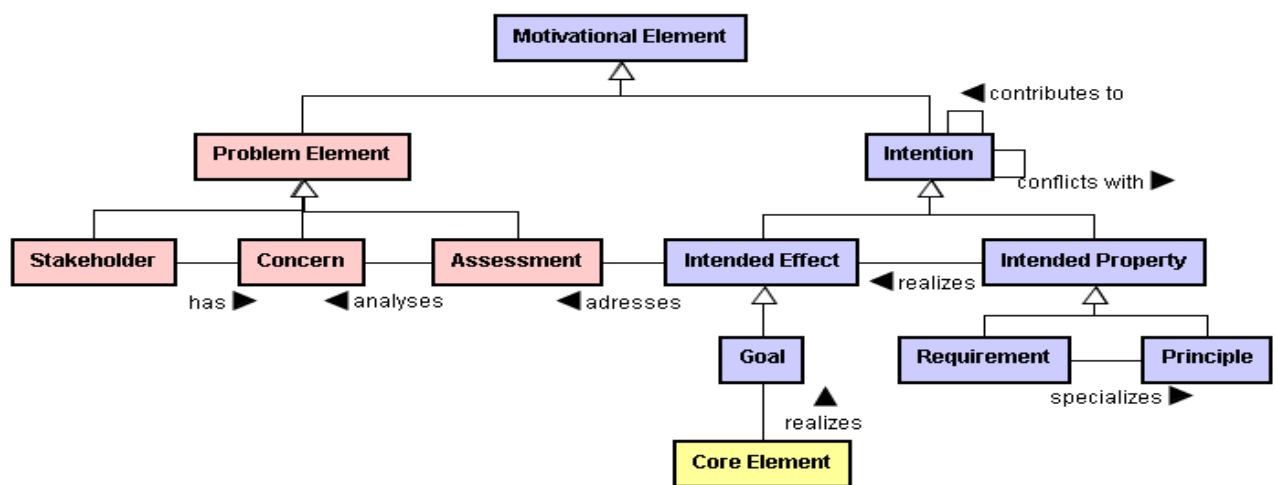 Motivational Element
contributes to
Problem Element
Intention
conflicts with
Stakeholder
Concern
Assessment
Intended Effect
Intended Property
has
analyses
adresses
realizes
Goal
Requirement
Principle
specializes
realizes
Core Element